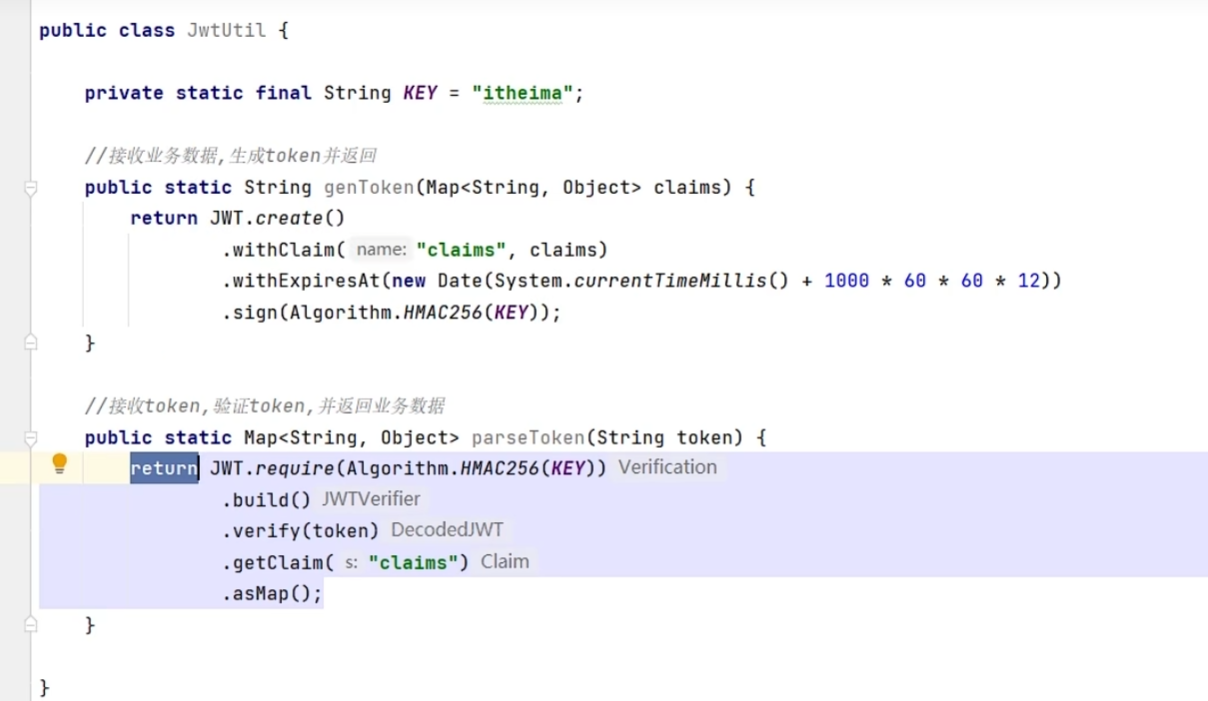 public class JwtUtil {
private static final String KEY = "itheima";
//接收业务数据,生成token并返回
public static String genToken(Map<String, Object> claims) {
return JWT.create()
.withClaim( name: "claims", claims)
.withExpiresAt(new Date(System.currentTimeMillis() + 1000 * 60 * 60 * 12))
.sign(Algorithm.HMAC256(KEY));
}
//接收token,验证token,并返回业务数据
public static Map<String, Object> parseToken(String token) {
return JWT.require(Algorithm.HMAC256(KEY)) Verification
.build() JWTVerifier
.verify(token) DecodedJWT
.getClaim( s: "claims") Claim
.asMap();
}
}